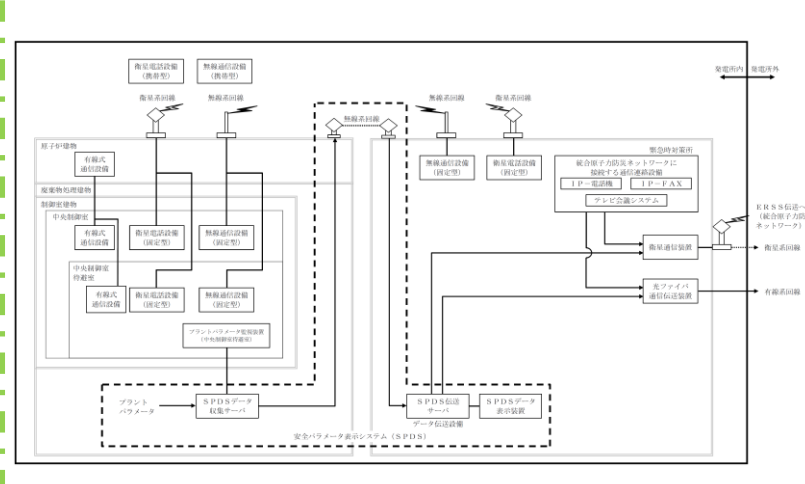 衛星電話設備
（携帯型）
無線通信設備
（携帯型）
発電所内
発電所外
衛星系回線
無線系回線
無線系回線
無線系回線
衛星系回線
原子炉建物
有線式
通信設備
廃棄物処理建物
制御室建物
中央制御室
有線式
通信設備
衛星電話設備
（固定型）
無線通信設備
（固定型）
中央制御室
待避室
有線式
通信設備
衛星電話設備
（固定型）
無線通信設備
（固定型）
プラントパラメータ監視装置
（中央制御室待避室）
プラント
パラメータ
ＳＰＤＳデータ
収集サーバ
安全パラメータ表示システム（ＳＰＤＳ）
無線通信設備
（固定型）
衛星電話設備
（固定型）
緊急時対策所
統合原子力防災ネットワークに
接続する通信連絡設備
ＩＰ－電話機
ＩＰ－ＦＡＸ
テレビ会議システム
衛星通信装置
光ファイバ
通信伝送装置
ＥＲＳＳ伝送へ
（統合原子力防
ネットワーク）
衛星系回線
有線系回線
ＳＰＤＳ伝送
サーバ
ＳＰＤＳデータ
表示装置
データ伝送設備